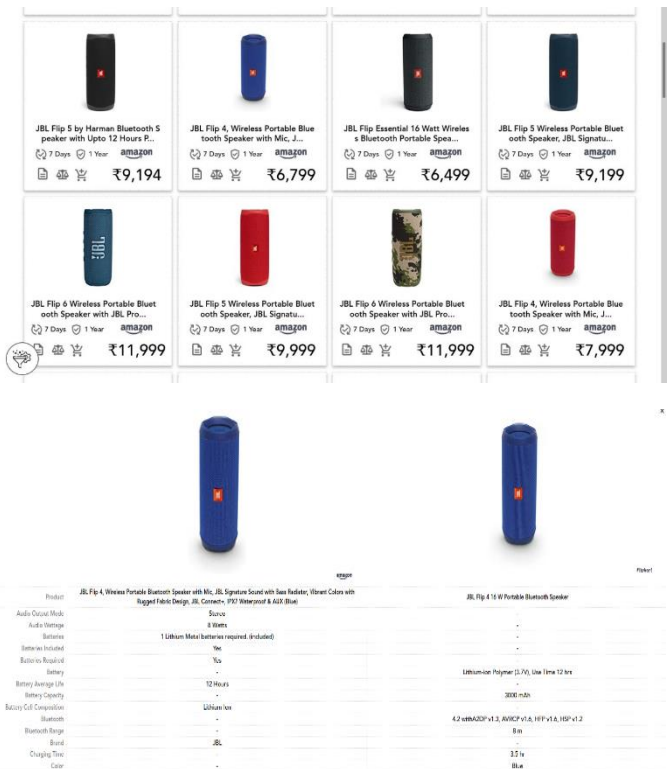 JBL Flip 5 by Harman Bluetooth S
peaker with Upto 12 Hours P...
7 Days 1 Year amazon
₹9,194
JBL Flip 4, Wireless Portable Blue
tooth Speaker with Mic, J...
7 Days 1 Year amazon
₹6,799
JBL Flip Essential 16 Watt Wireles
s Bluetooth Portable Spea...
7 Days 1 Year amazon
₹6,499
JBL Flip 5 Wireless Portable Bluet
ooth Speaker, JBL Signatu...
7 Days 1 Year amazon
₹9,199
JBL
JBL Flip 6 Wireless Portable Bluet
ooth Speaker with JBL Pro...
7 Days 1 Year amazon
₹11,999
JBL Flip 5 Wireless Portable Bluet
ooth Speaker, JBL Signatu...
7 Days 1 Year amazon
₹9,999
JBL Flip 6 Wireless Portable Bluet
ooth Speaker with JBL Pro...
7 Days 1 Year amazon
₹11,999
JBL Flip 4, Wireless Portable Blue
tooth Speaker with Mic, J...
7 Days 1 Year amazon
₹7,999
x
amazon Flipkart
Product JBL Flip 4, Wireless Portable Bluetooth Speaker with Mic, JBL Signature Sound with Bass Radiator, Vibrant Colors with
Rugged Fabric Design, JBL Connect+, IPX7 Waterproof & AUX (Blue)
JBL Flip 4 16 W Portable Bluetooth Speaker
Audio Output Mode Stereo -
Audio Wattage 8 Watts -
Batteries 1 Lithium Metal batteries required. (included) -
Batteries Included Yes -
Batteries Required Yes -
Battery - Lithium-Ion Polymer (3.7V), Use Time 12 hrs
Battery Average Life 12 Hours -
Battery Capacity - 3000 mAh
Battery Cell Composition Lithium Ion -
Bluetooth - 4.2 withA2DP v1.3, AVRCP v1.6, HFP v1.6, HSP v1.2
Bluetooth Range - 8 m
Brand JBL -
Charging Time - 3.5 hr
Color - Blue